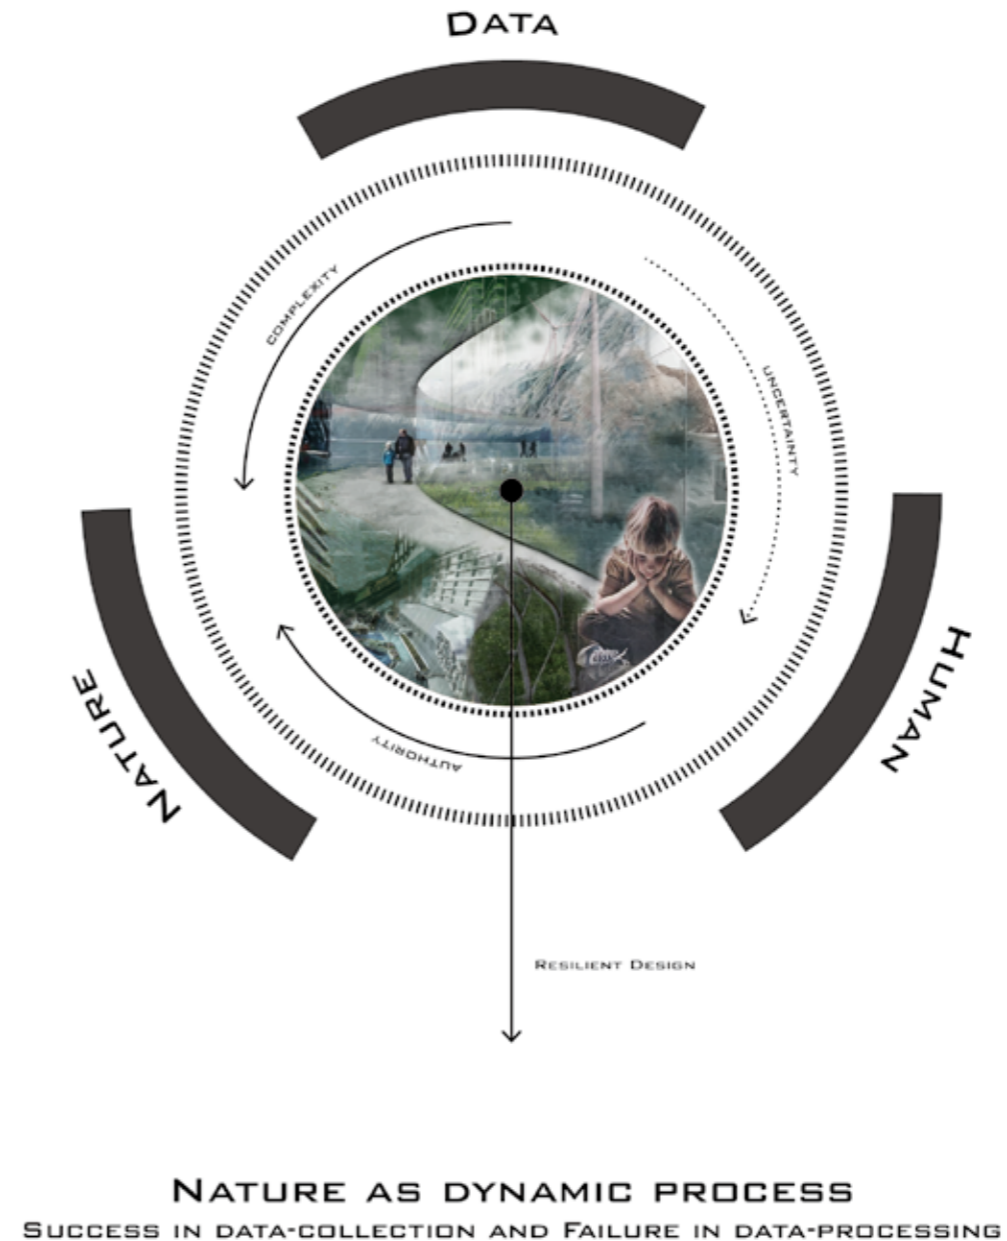 DATA
COMPLEXITY
UNCERTAINTY
NATURE
HUMAN
AUTHORITY
RESILIENT DESIGN
NATURE AS DYNAMIC PROCESS
SUCCESS IN DATA-COLLECTION AND FAILURE IN DATA-PROCESSING